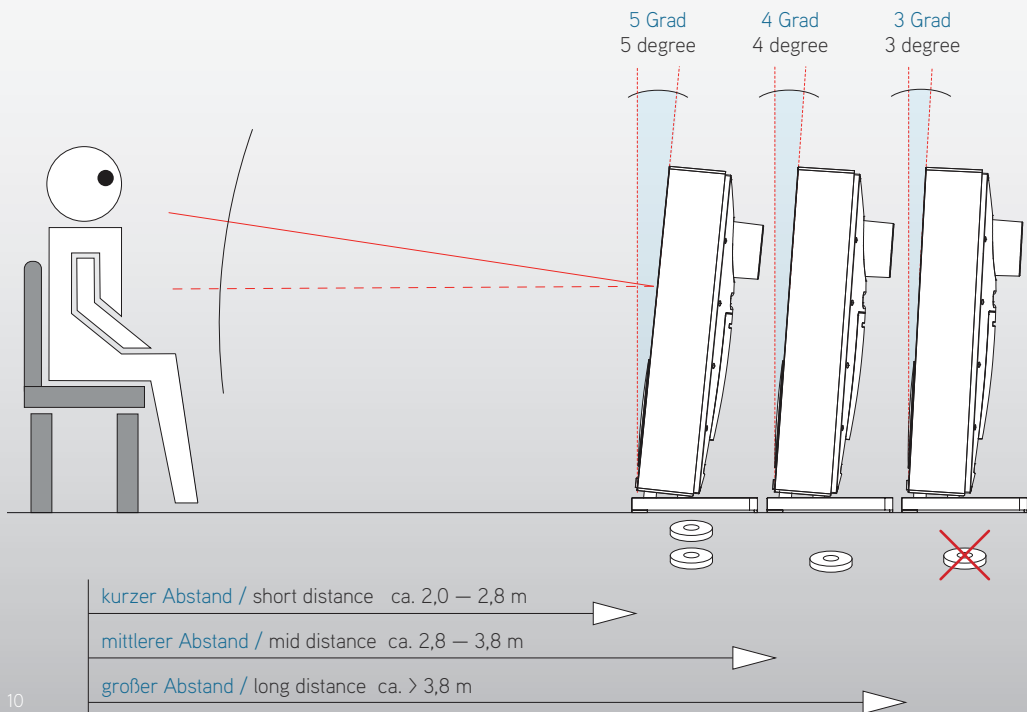 5 Grad
5 degree
4 Grad
4 degree
3 Grad
3 degree
kurzer Abstand / short distance ca. 2,0 — 2,8 m
mittlerer Abstand / mid distance ca. 2,8 — 3,8 m
großer Abstand / long distance ca. > 3,8 m
10